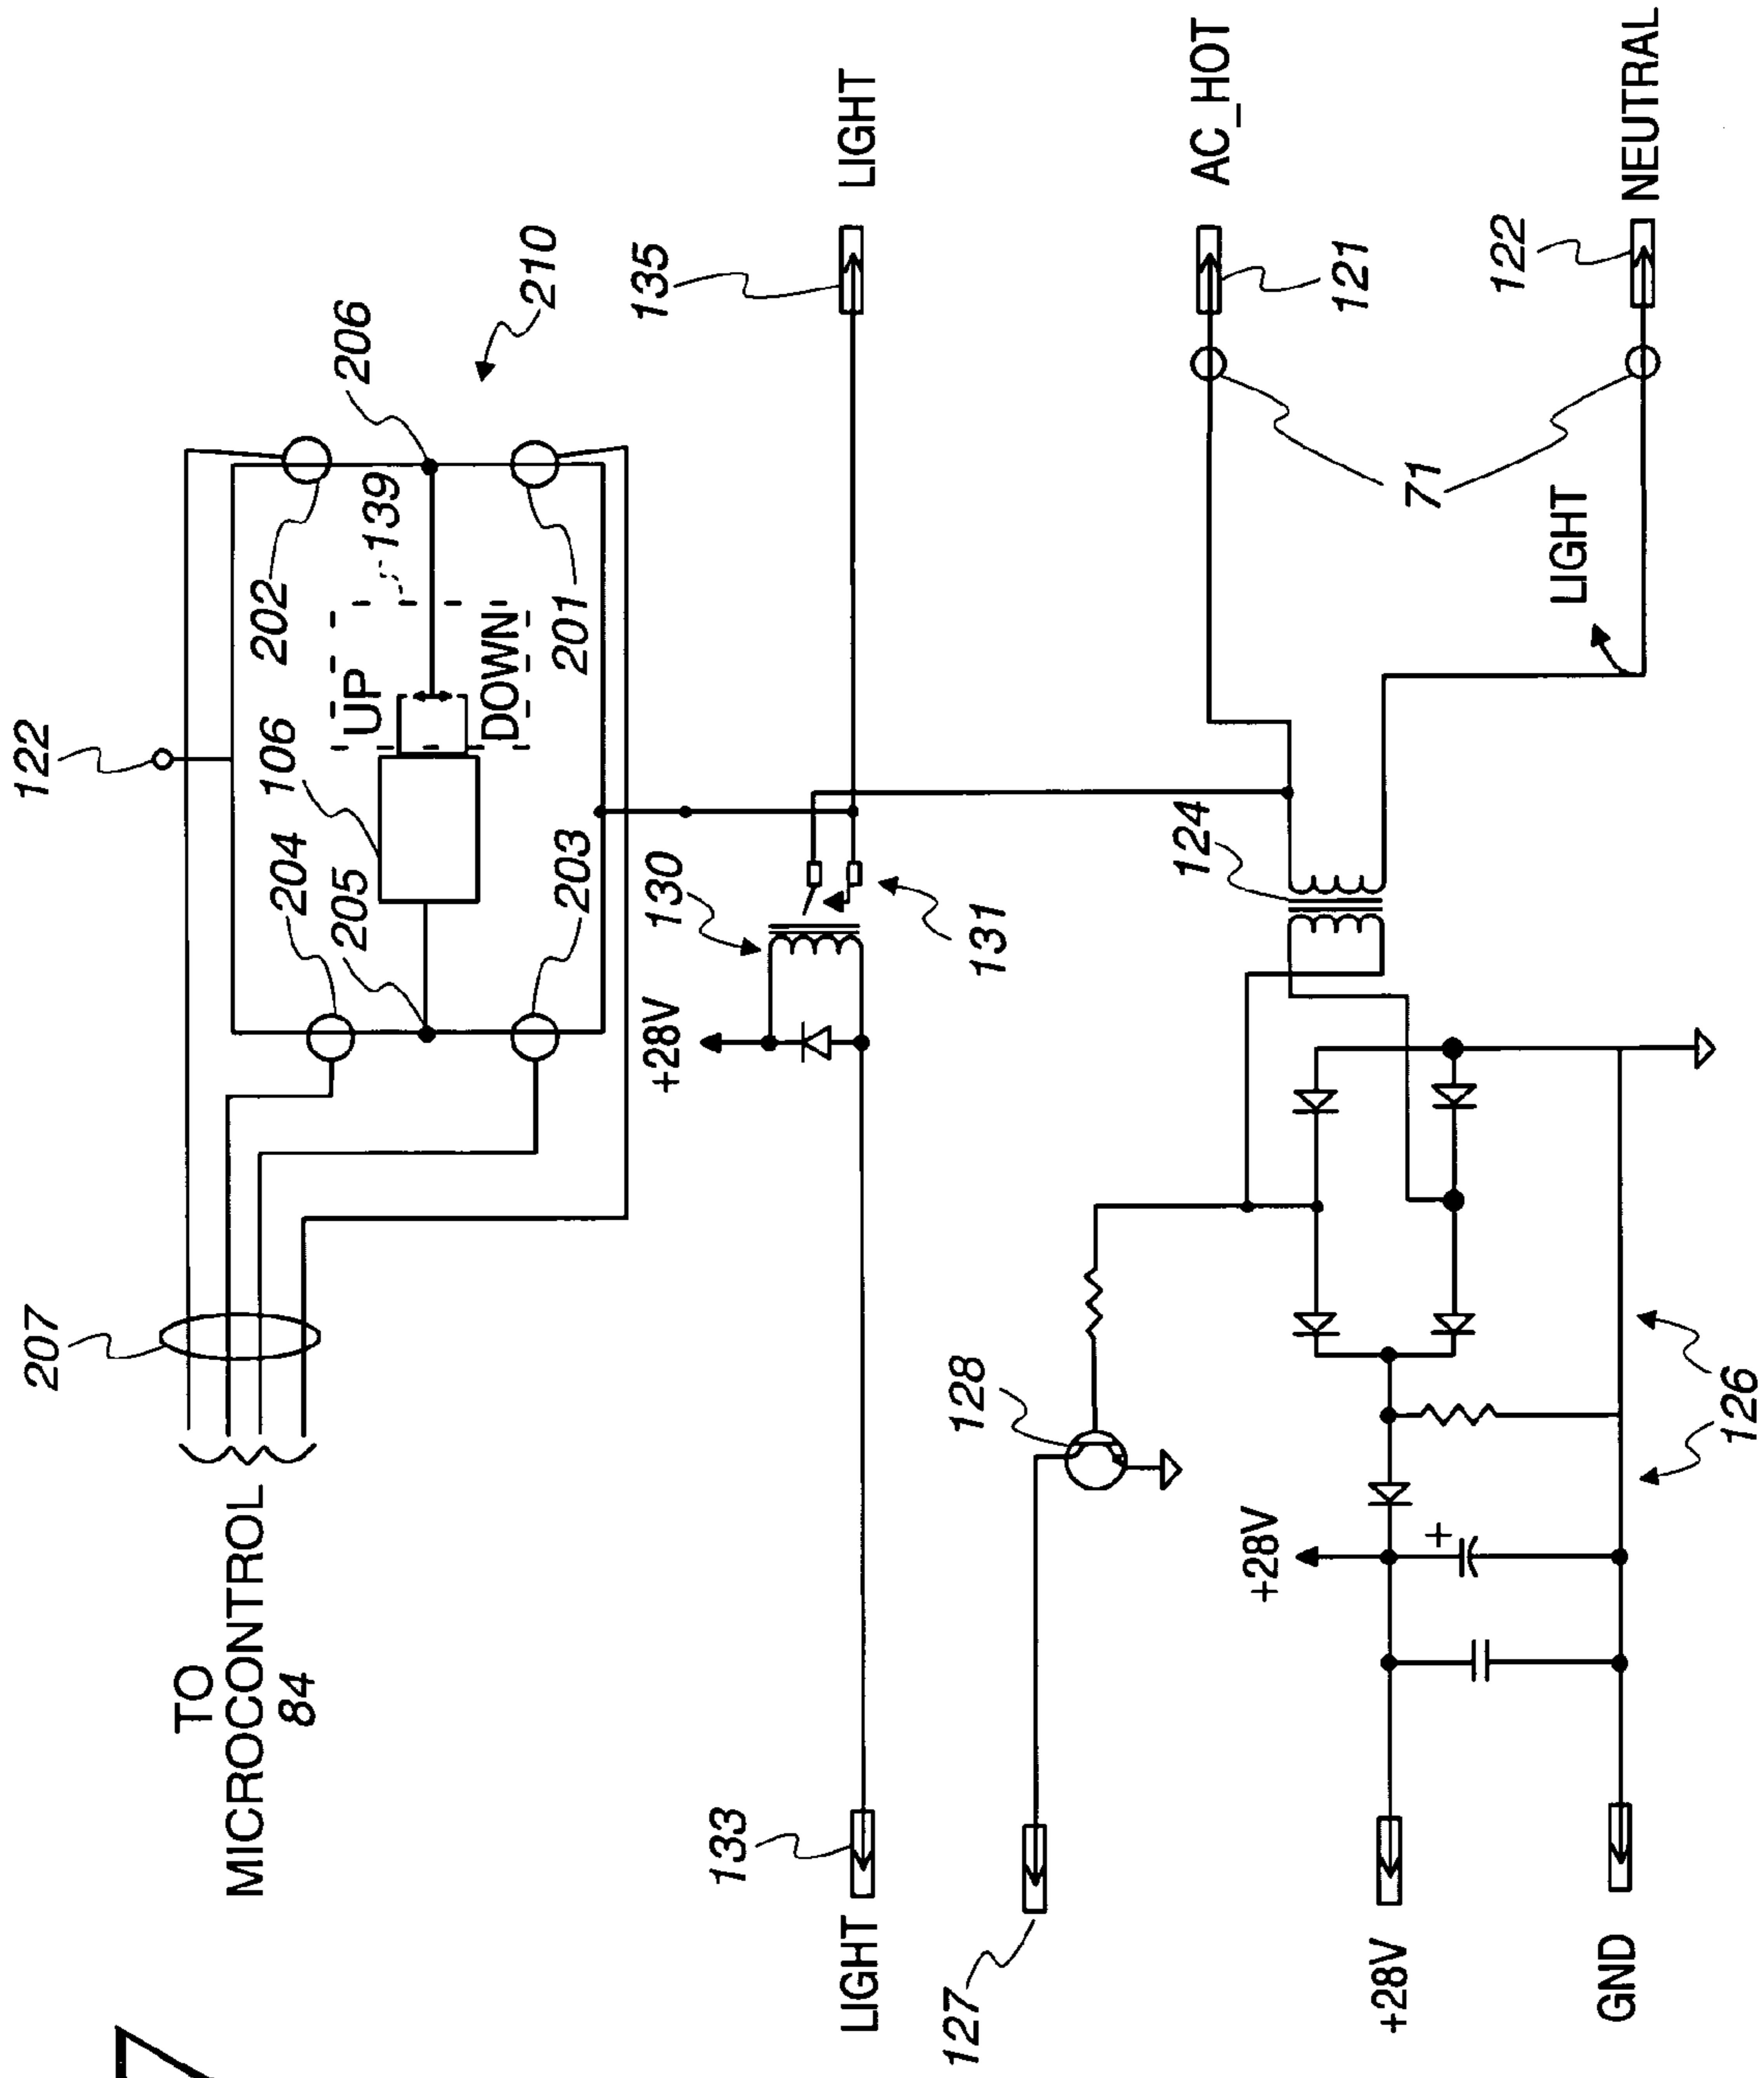 7
TO
MICROCONTROL
84
207
122
204
205
106
203
UP
DOWN
202
139
201
206
210
+28V
130
131
135
LIGHT
133
LIGHT
127
128
124
AC_HOT
121
71
LIGHT
122
NEUTRAL
+28V
+
+28V
GND
126